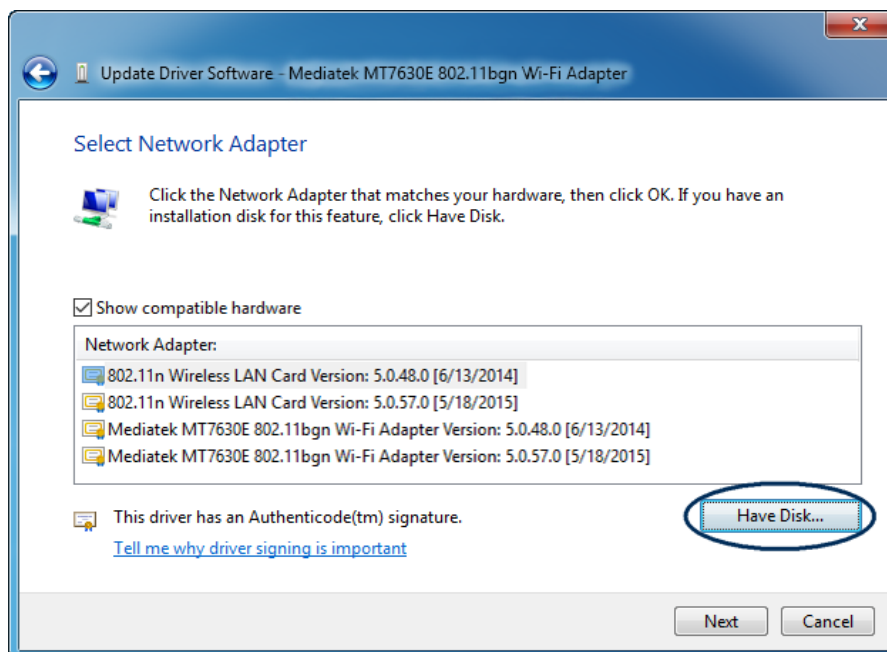 Update Driver Software - Mediatek MT7630E 802.11bgn Wi-Fi Adapter
Select Network Adapter
Click the Network Adapter that matches your hardware, then click OK. If you have an
installation disk for this feature, click Have Disk.
Show compatible hardware
Network Adapter:
802.11n Wireless LAN Card Version: 5.0.48.0 [6/13/2014]
802.11n Wireless LAN Card Version: 5.0.57.0 [5/18/2015]
Mediatek MT7630E 802.11bgn Wi-Fi Adapter Version: 5.0.48.0 [6/13/2014]
Mediatek MT7630E 802.11bgn Wi-Fi Adapter Version: 5.0.57.0 [5/18/2015]
This driver has an Authenticode(tm) signature.
Have Disk...
Tell me why driver signing is important
Next
Cancel